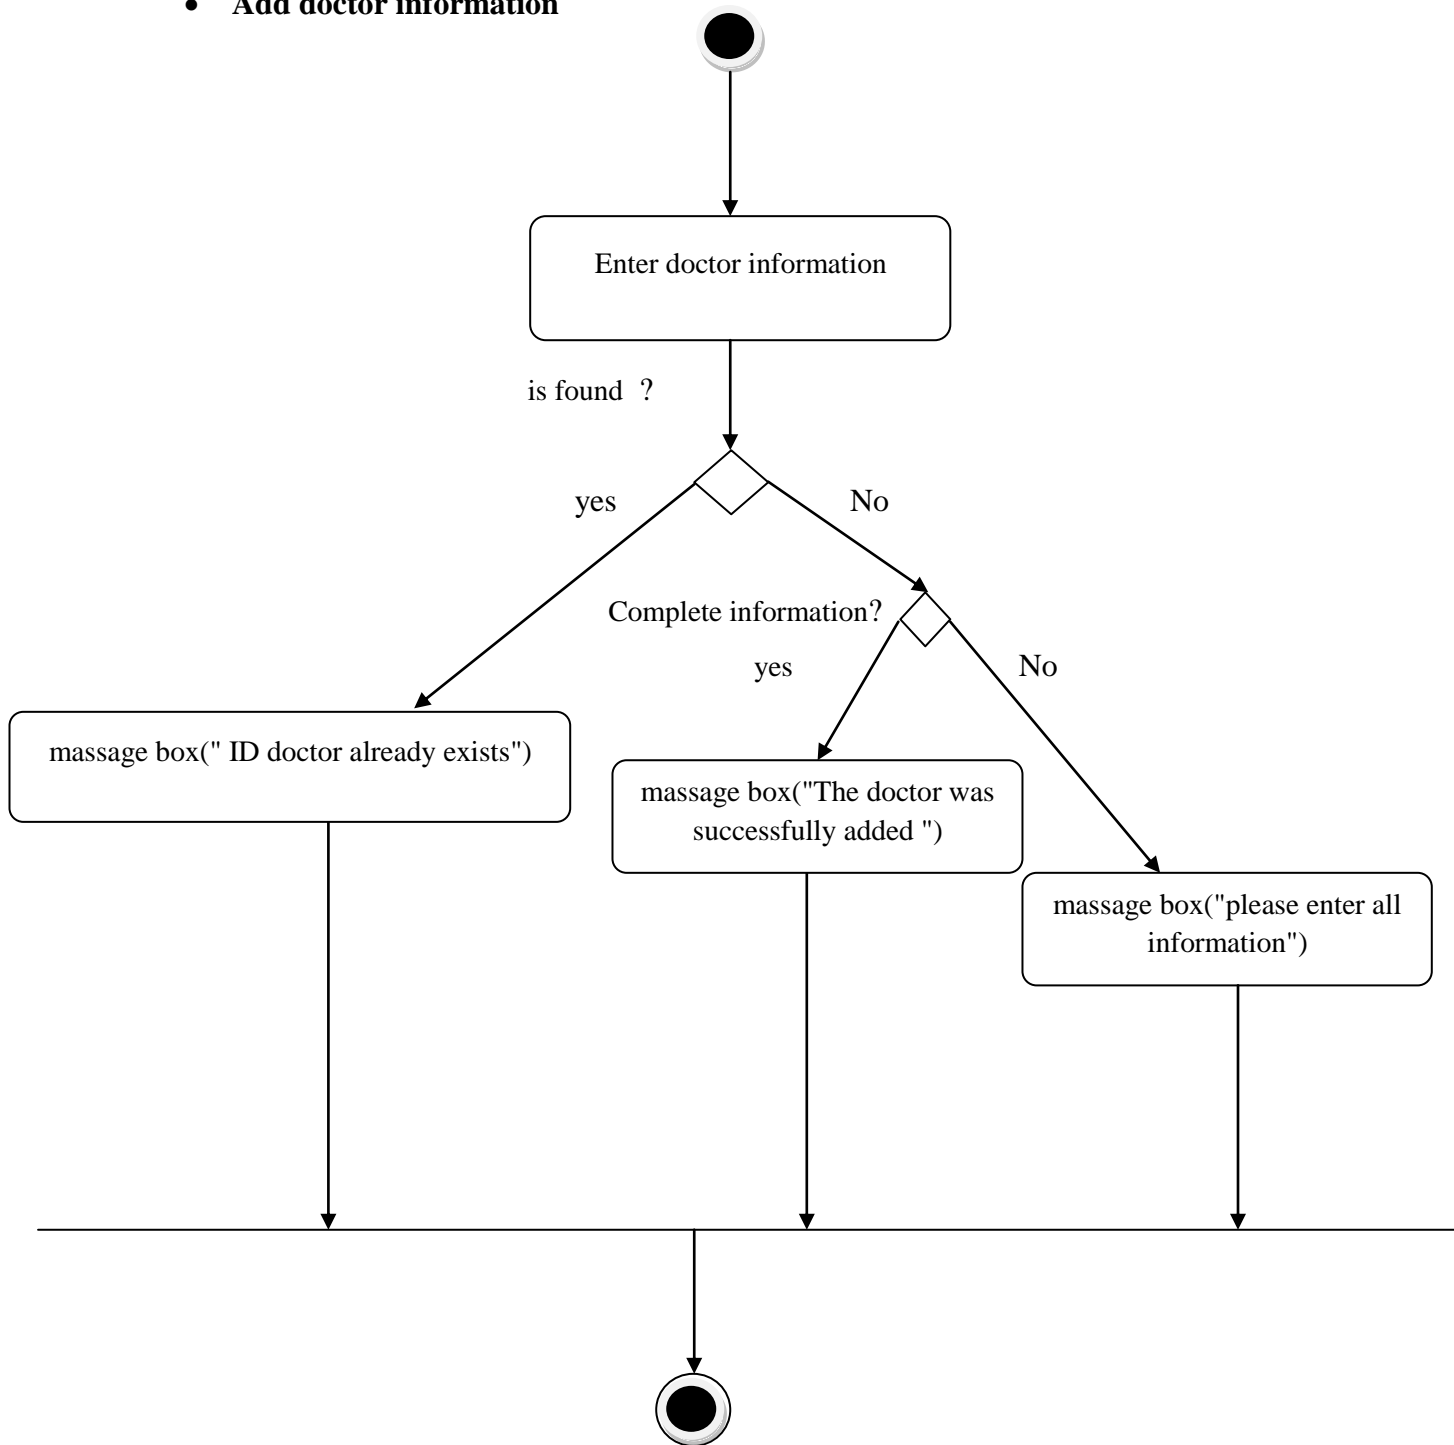 • Add doctor information
Enter doctor information
is found ?
yes
No
Complete information?
yes
No
massage box(" ID doctor already exists")
massage box("The doctor was
successfully added ")
massage box("please enter all
information")